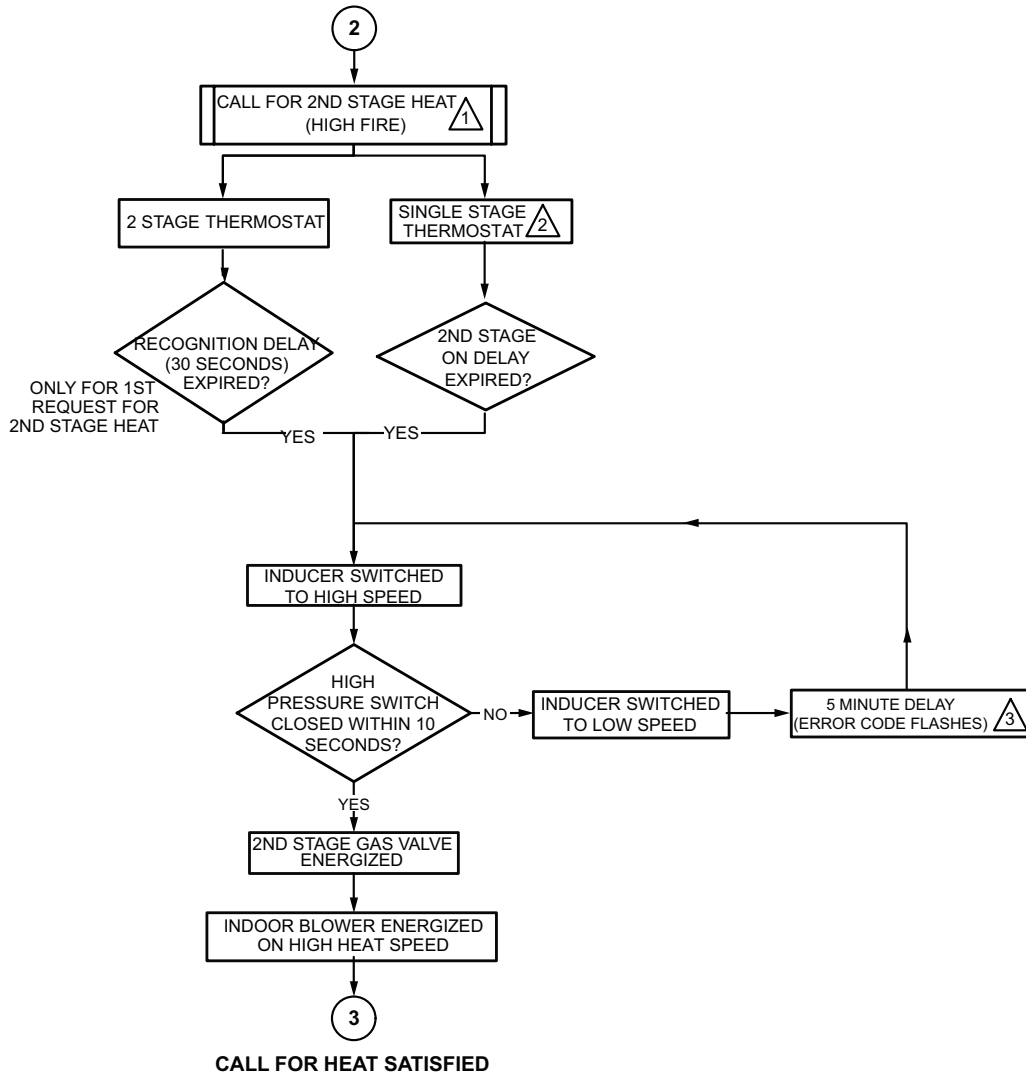 2
CALL FOR 2ND STAGE HEAT
(HIGH FIRE)
1
2 STAGE THERMOSTAT
SINGLE STAGE
THERMOSTAT
2
RECOGNITION DELAY
(30 SECONDS)
EXPIRED?
2ND STAGE
ON DELAY
EXPIRED?
ONLY FOR 1ST
REQUEST FOR
2ND STAGE HEAT
YES
YES
INDUCER SWITCHED
TO HIGH SPEED
HIGH
PRESSURE SWITCH
CLOSED WITHIN 10
SECONDS?
NO
INDUCER SWITCHED
TO LOW SPEED
5 MINUTE DELAY
(ERROR CODE FLASHES)
3
YES
2ND STAGE GAS VALVE
ENERGIZED
INDOOR BLOWER ENERGIZED
ON HIGH HEAT SPEED
3
CALL FOR HEAT SATISFIED